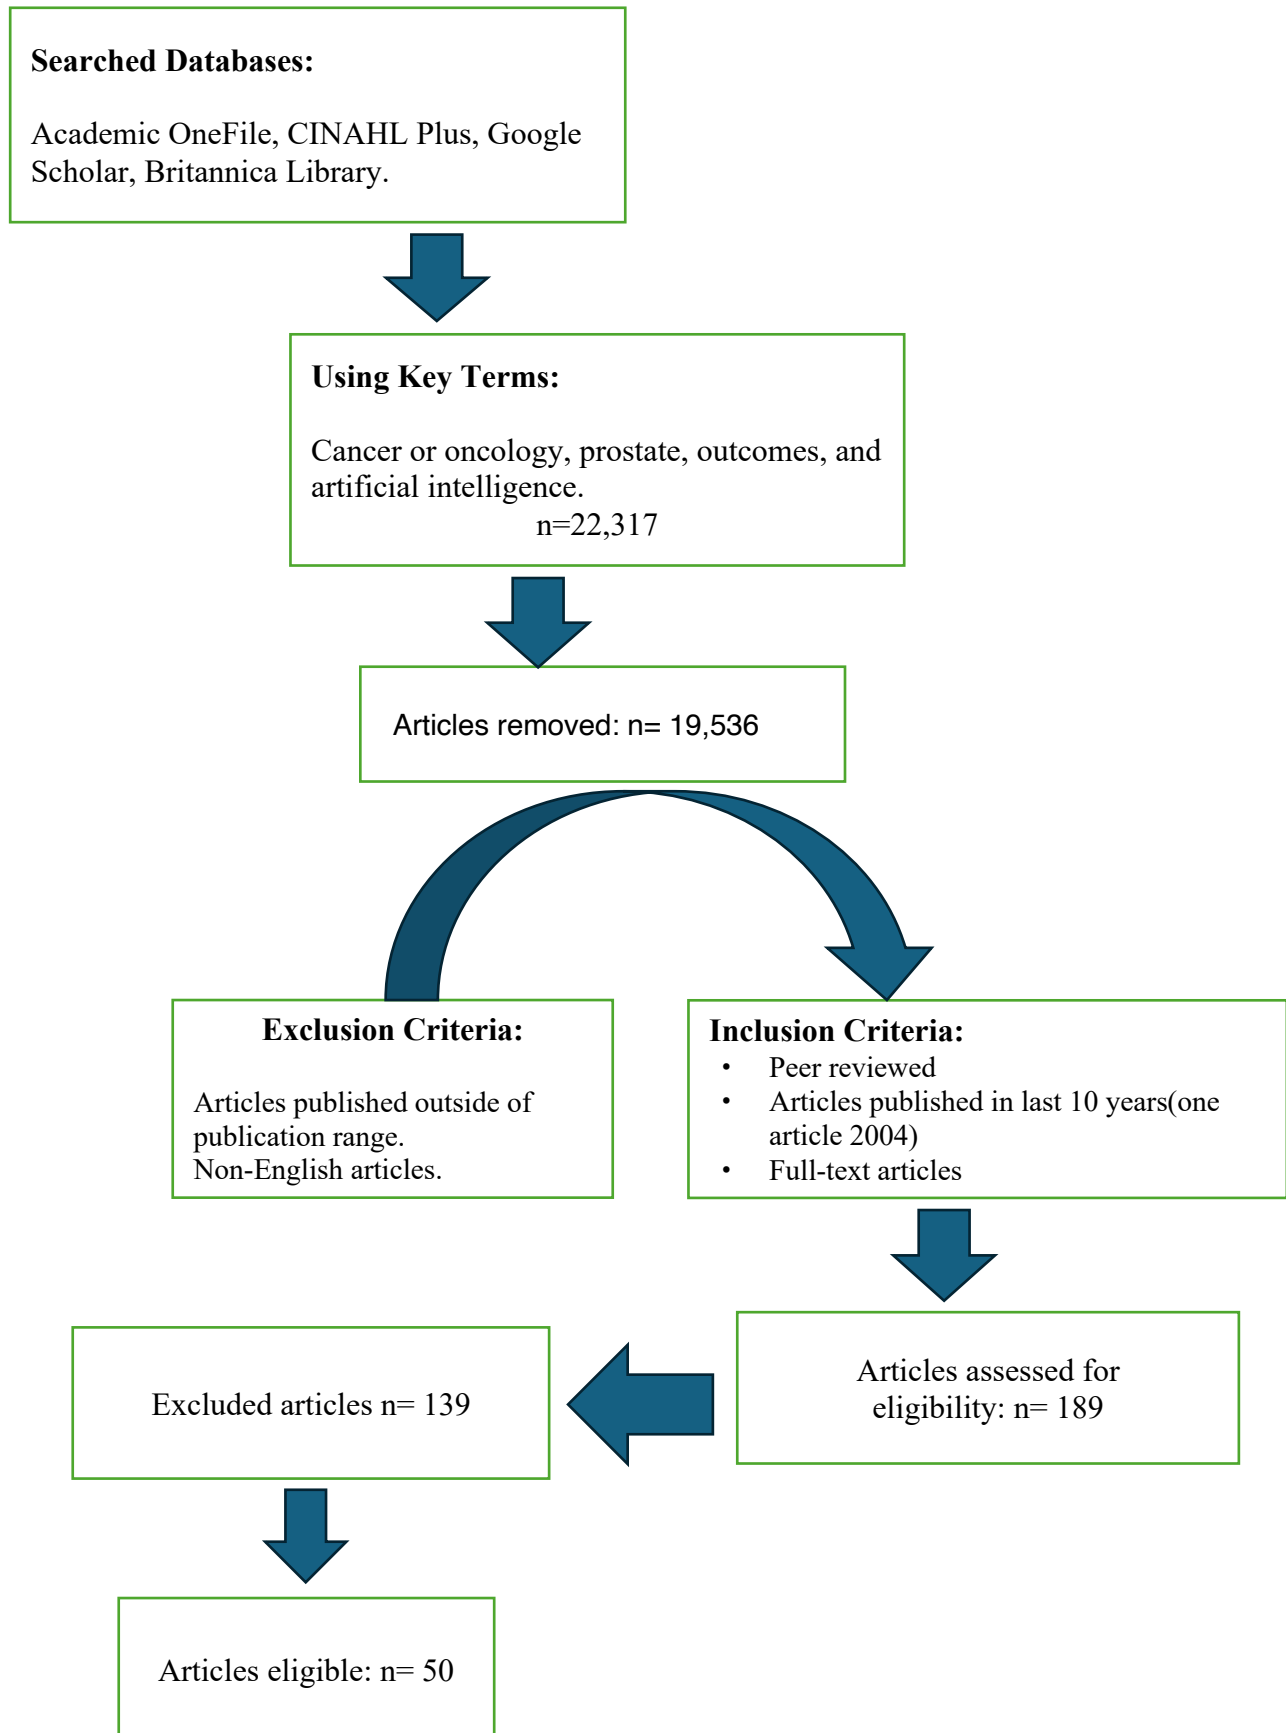 Searched Databases:
Academic OneFile, CINAHL Plus, Google
Scholar, Britannica Library.
Using Key Terms:
Cancer or oncology, prostate, outcomes, and
artificial intelligence.
n=22,317
Articles removed: n= 19,536
Exclusion Criteria:
Articles published outside of
publication range.
Non-English articles.
Inclusion Criteria:
• Peer reviewed
• Articles published in last 10 years(one
article 2004)
• Full-text articles
Articles assessed for
eligibility: n= 189
Excluded articles n= 139
Articles eligible: n= 50